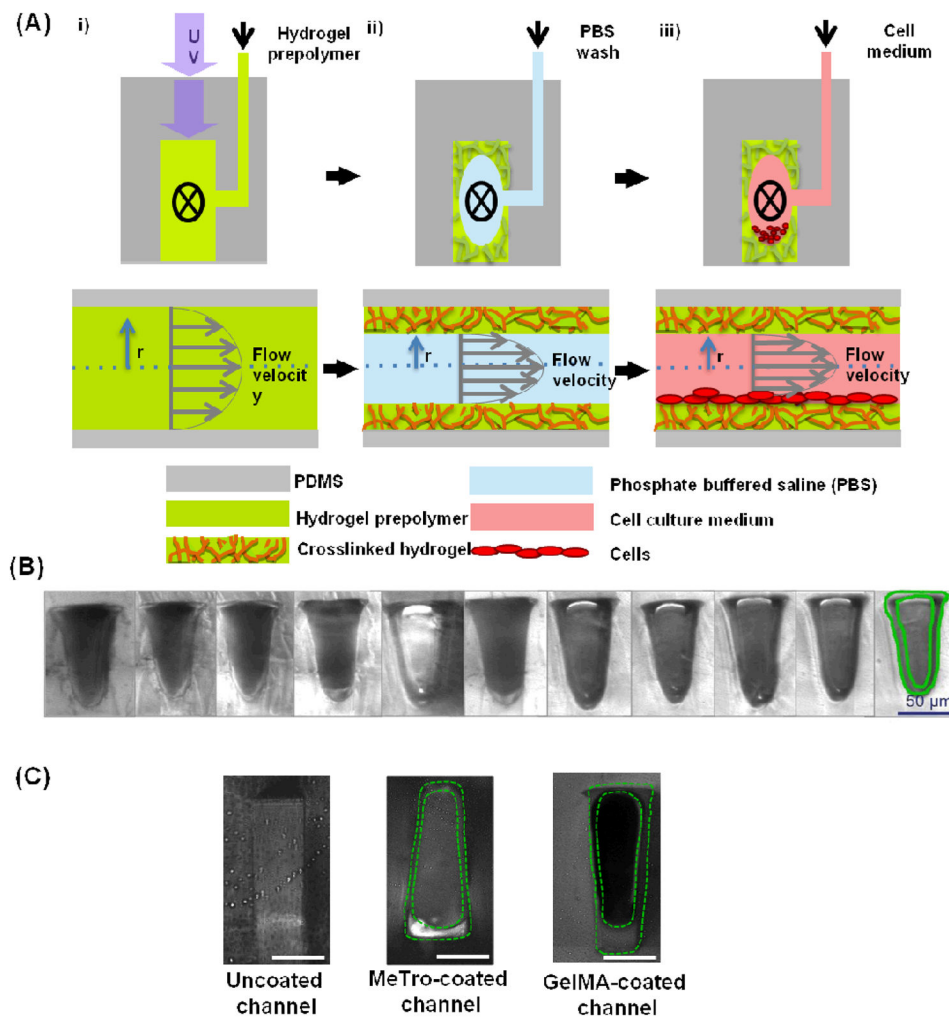 (A)
i)
UV
Hydrogel
prepolymer
ii)
PBS
wash
iii)
Cell
medium
r
Flow
velocit
y
r
Flow
velocity
r
Flow
velocity
PDMS
Hydrogel prepolymer
Crosslinked hydrogel
Phosphate buffered saline (PBS)
Cell culture medium
Cells
(B)
50 µm
(C)
Uncoated
channel
MeTro-coated
channel
GelMA-coated
channel